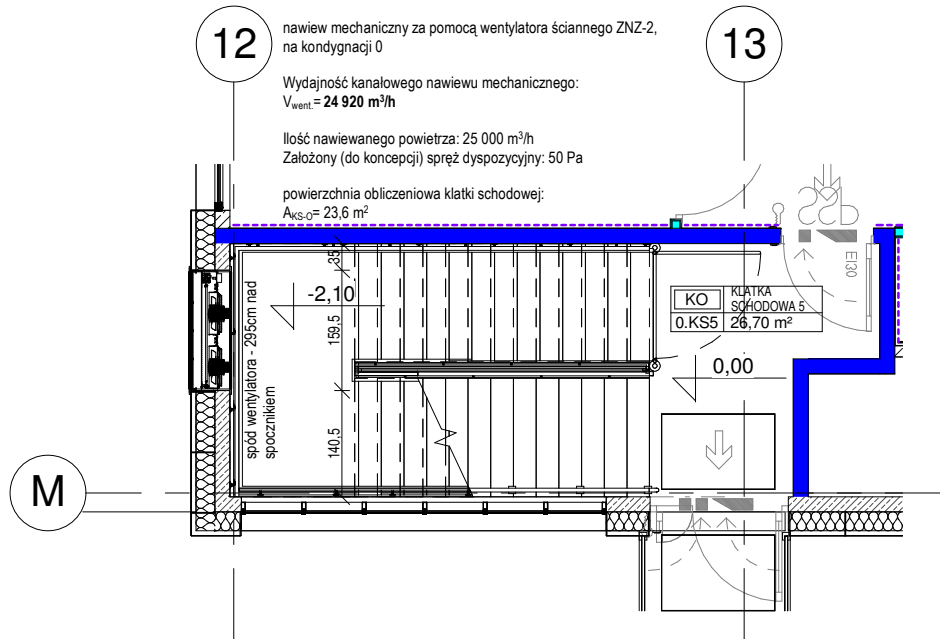 12
13
nawiew mechaniczny za pomocą wentylatora ściannego ZNZ-2,
na kondygnacji 0
Wydajność kanałowego nawiewu mechanicznego:
Vwent.= 24 920 m³/h
Ilość nawiewanego powietrza: 25 000 m³/h
Założony (do koncepcji) spręż dyspozycyjny: 50 Pa
powierzchnia obliczeniowa klatki schodowej:
AKS-O= 23,6 m²
SSP
EI30
35
-2,10
159,5
KO
KLATKA
SCHODOWA 5
0.KS5
26,70 m²
0,00
spód wentylatora - 295cm nad
spocznikiem
140,5
M